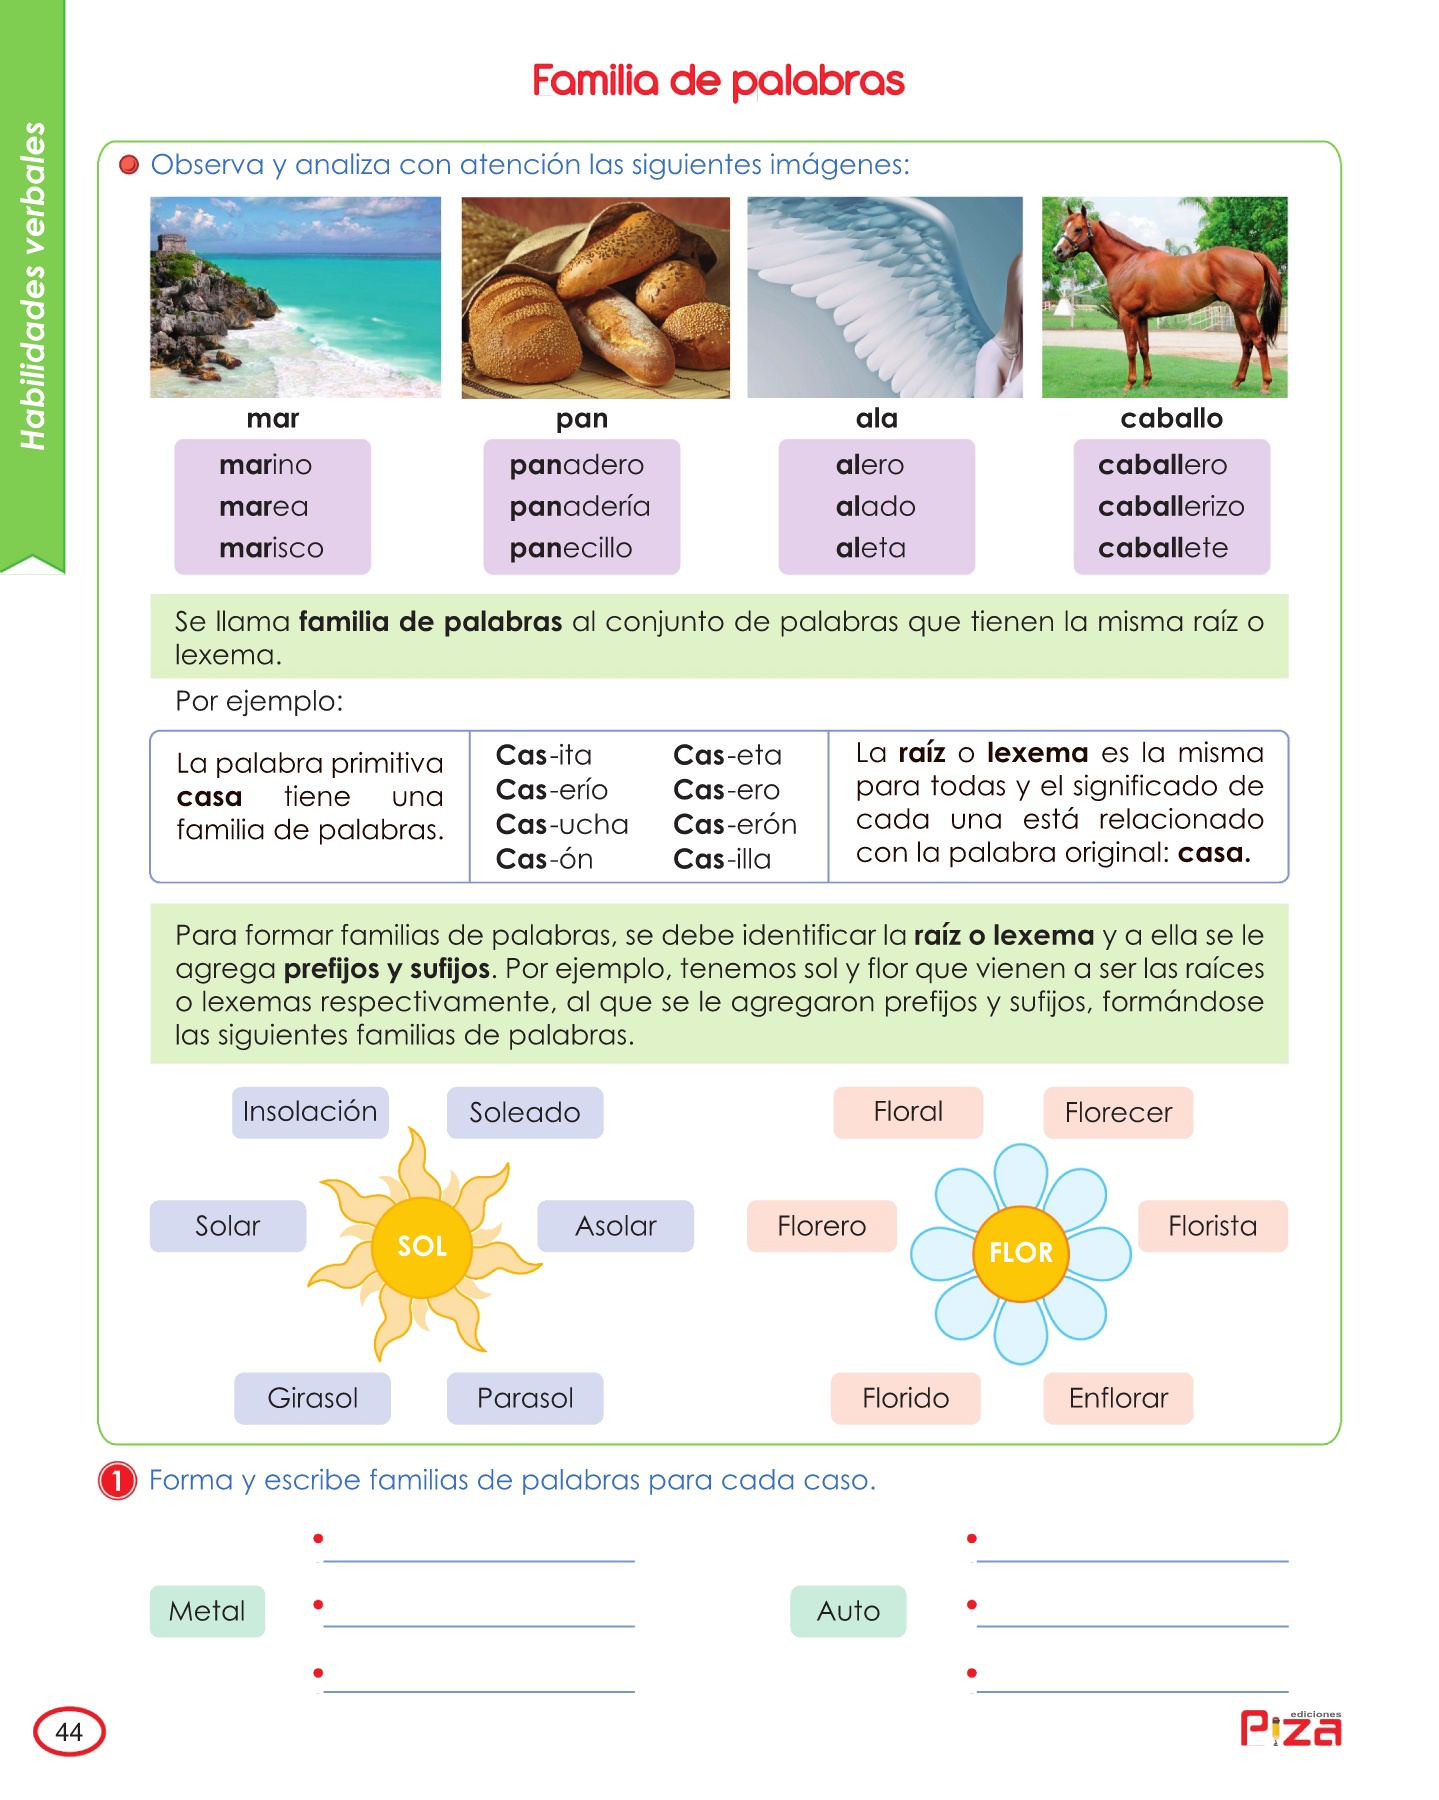 Familia de palabras
Habilidades verbales
Observa y analiza con atención las siguientes imágenes:
mar
marino
marea
marisco
pan
panadero
panadería
panecillo
ala
alero
alado
aleta
caballo
caballero
caballerizo
caballete
Se llama familia de palabras al conjunto de palabras que tienen la misma raíz o
lexema.
Por ejemplo:
La palabra primitiva
casa tiene una
familia de palabras.
Cas-ita
Cas-erío
Cas-ucha
Cas-ón
Cas-eta
Cas-ero
Cas-erón
Cas-illa
La raíz o lexema es la misma
para todas y el significado de
cada una está relacionado
con la palabra original: casa.
Para formar familias de palabras, se debe identificar la raíz o lexema y a ella se le
agrega prefijos y sufijos. Por ejemplo, tenemos sol y flor que vienen a ser las raíces
o lexemas respectivamente, al que se le agregaron prefijos y sufijos, formándose
las siguientes familias de palabras.
Insolación
Soleado
Solar
SOL
Asolar
Girasol
Parasol
Floral
Florecer
Florero
FLOR
Florista
Florido
Enflorar
1 Forma y escribe familias de palabras para cada caso.
Metal
Auto
44
ediciones
Piza